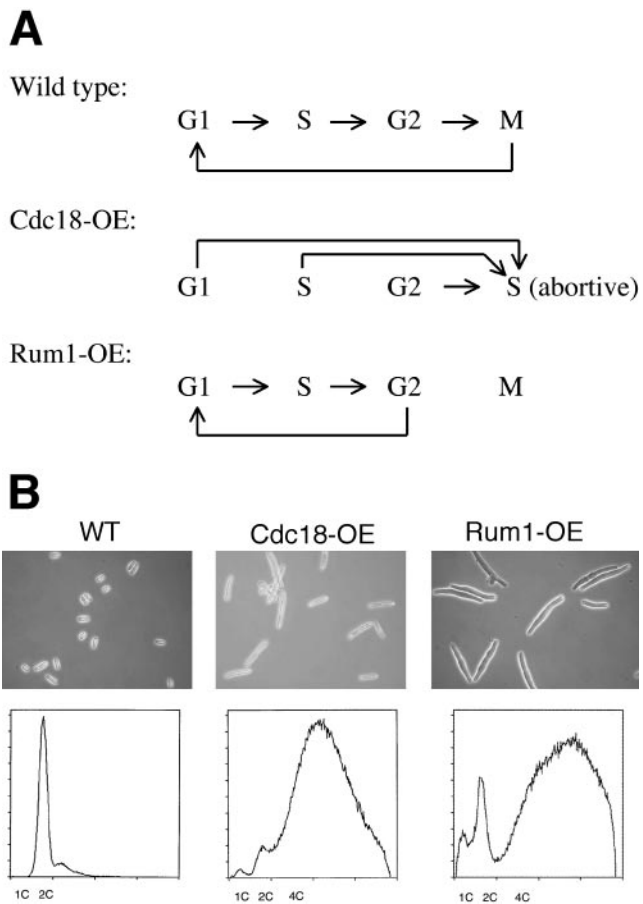 A
Wild type:
G1 → S → G2 → M
Cdc18-OE:
G1 S G2 → S (abortive)
Rum1-OE:
G1 → S → G2 M
B
WT Cdc18-OE Rum1-OE
1C 2C 1C 2C 4C 1C 2C 4C